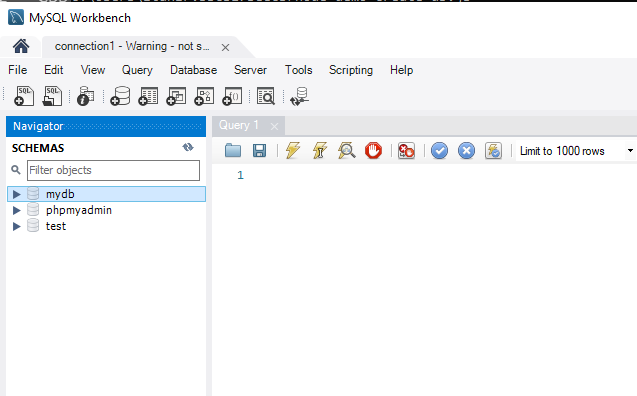 MySQL Workbench
connection1 - Warning - not s...
File Edit View Query Database Server Tools Scripting Help
Navigator
SCHEMAS
Filter objects
mydb
phpmyadmin
test
Query 1
Limit to 1000 rows
1